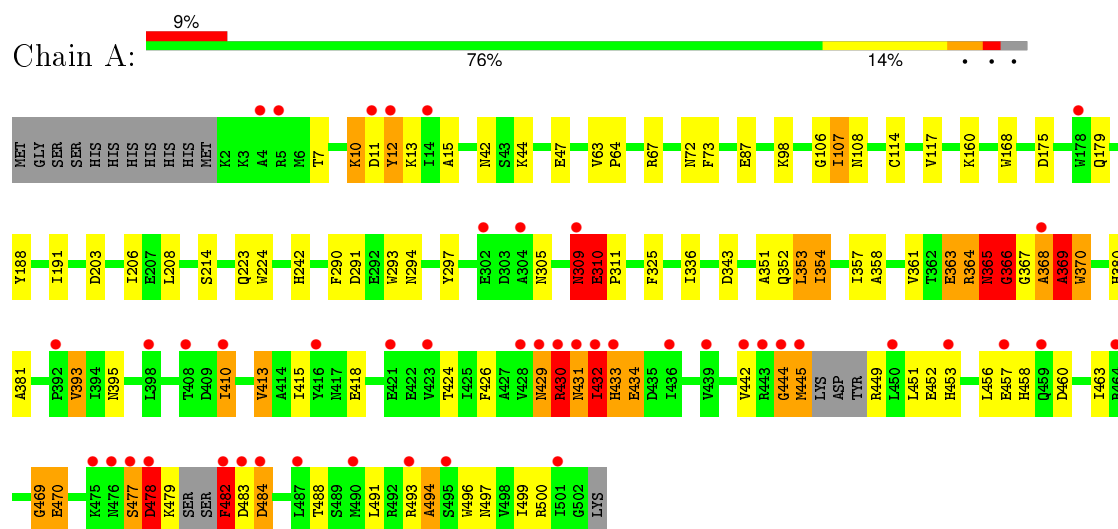 9%
Chain A:
76% 14% • • •
MET GLY SER SER HIS HIS HIS HIS HIS HIS MET K2 K3 A4 R5 M6 T7 K10 D11 Y12 K13 I14 A15 N42 S43 K44 E47 V63 P64 R67 N72 F73 E87 K98 G106 I107 N108 C114 V117 K160 W168 D175 W178 Q179
Y188 I191 D203 I206 E207 L208 S214 Q223 W224 H242 F290 D291 E292 W293 N294 Y297 E302 D303 A304 N305 N309 E310 P311 F325 I336 D343 A351 Q352 L353 I354 I357 A358 V361 T362 E363 R364 N365 G366 G367 A368 A369 W370 H380
A381 P392 V393 I394 N395 L398 T408 D409 I410 V413 A414 I415 Y416 N417 E418 E421 E422 V423 T424 I425 F426 A427 V428 N429 R430 N431 I432 H433 E434 D435 I436 V439 V442 R443 G444 M445 LYS ASP TYR R449 L450 L451 E452 H453 L456 E457 H458 Q459 D460 I463 R464
G469 E470 K475 N476 S477 D478 K479 SER SER F482 D483 D484 L487 T488 S489 M490 L491 R492 R493 A494 S495 W496 N497 V498 I499 R500 I501 G502 LYS